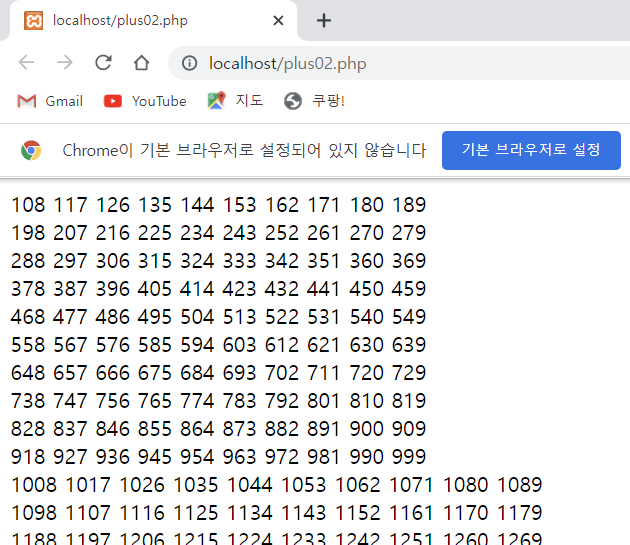 localhost/plus02.php
localhost/plus02.php
Gmail YouTube 지도 쿠팡!
Chrome이 기본 브라우저로 설정되어 있지 않습니다 기본 브라우저로 설정
108 117 126 135 144 153 162 171 180 189
198 207 216 225 234 243 252 261 270 279
288 297 306 315 324 333 342 351 360 369
378 387 396 405 414 423 432 441 450 459
468 477 486 495 504 513 522 531 540 549
558 567 576 585 594 603 612 621 630 639
648 657 666 675 684 693 702 711 720 729
738 747 756 765 774 783 792 801 810 819
828 837 846 855 864 873 882 891 900 909
918 927 936 945 954 963 972 981 990 999
1008 1017 1026 1035 1044 1053 1062 1071 1080 1089
1098 1107 1116 1125 1134 1143 1152 1161 1170 1179
1188 1197 1206 1215 1224 1233 1242 1251 1260 1269